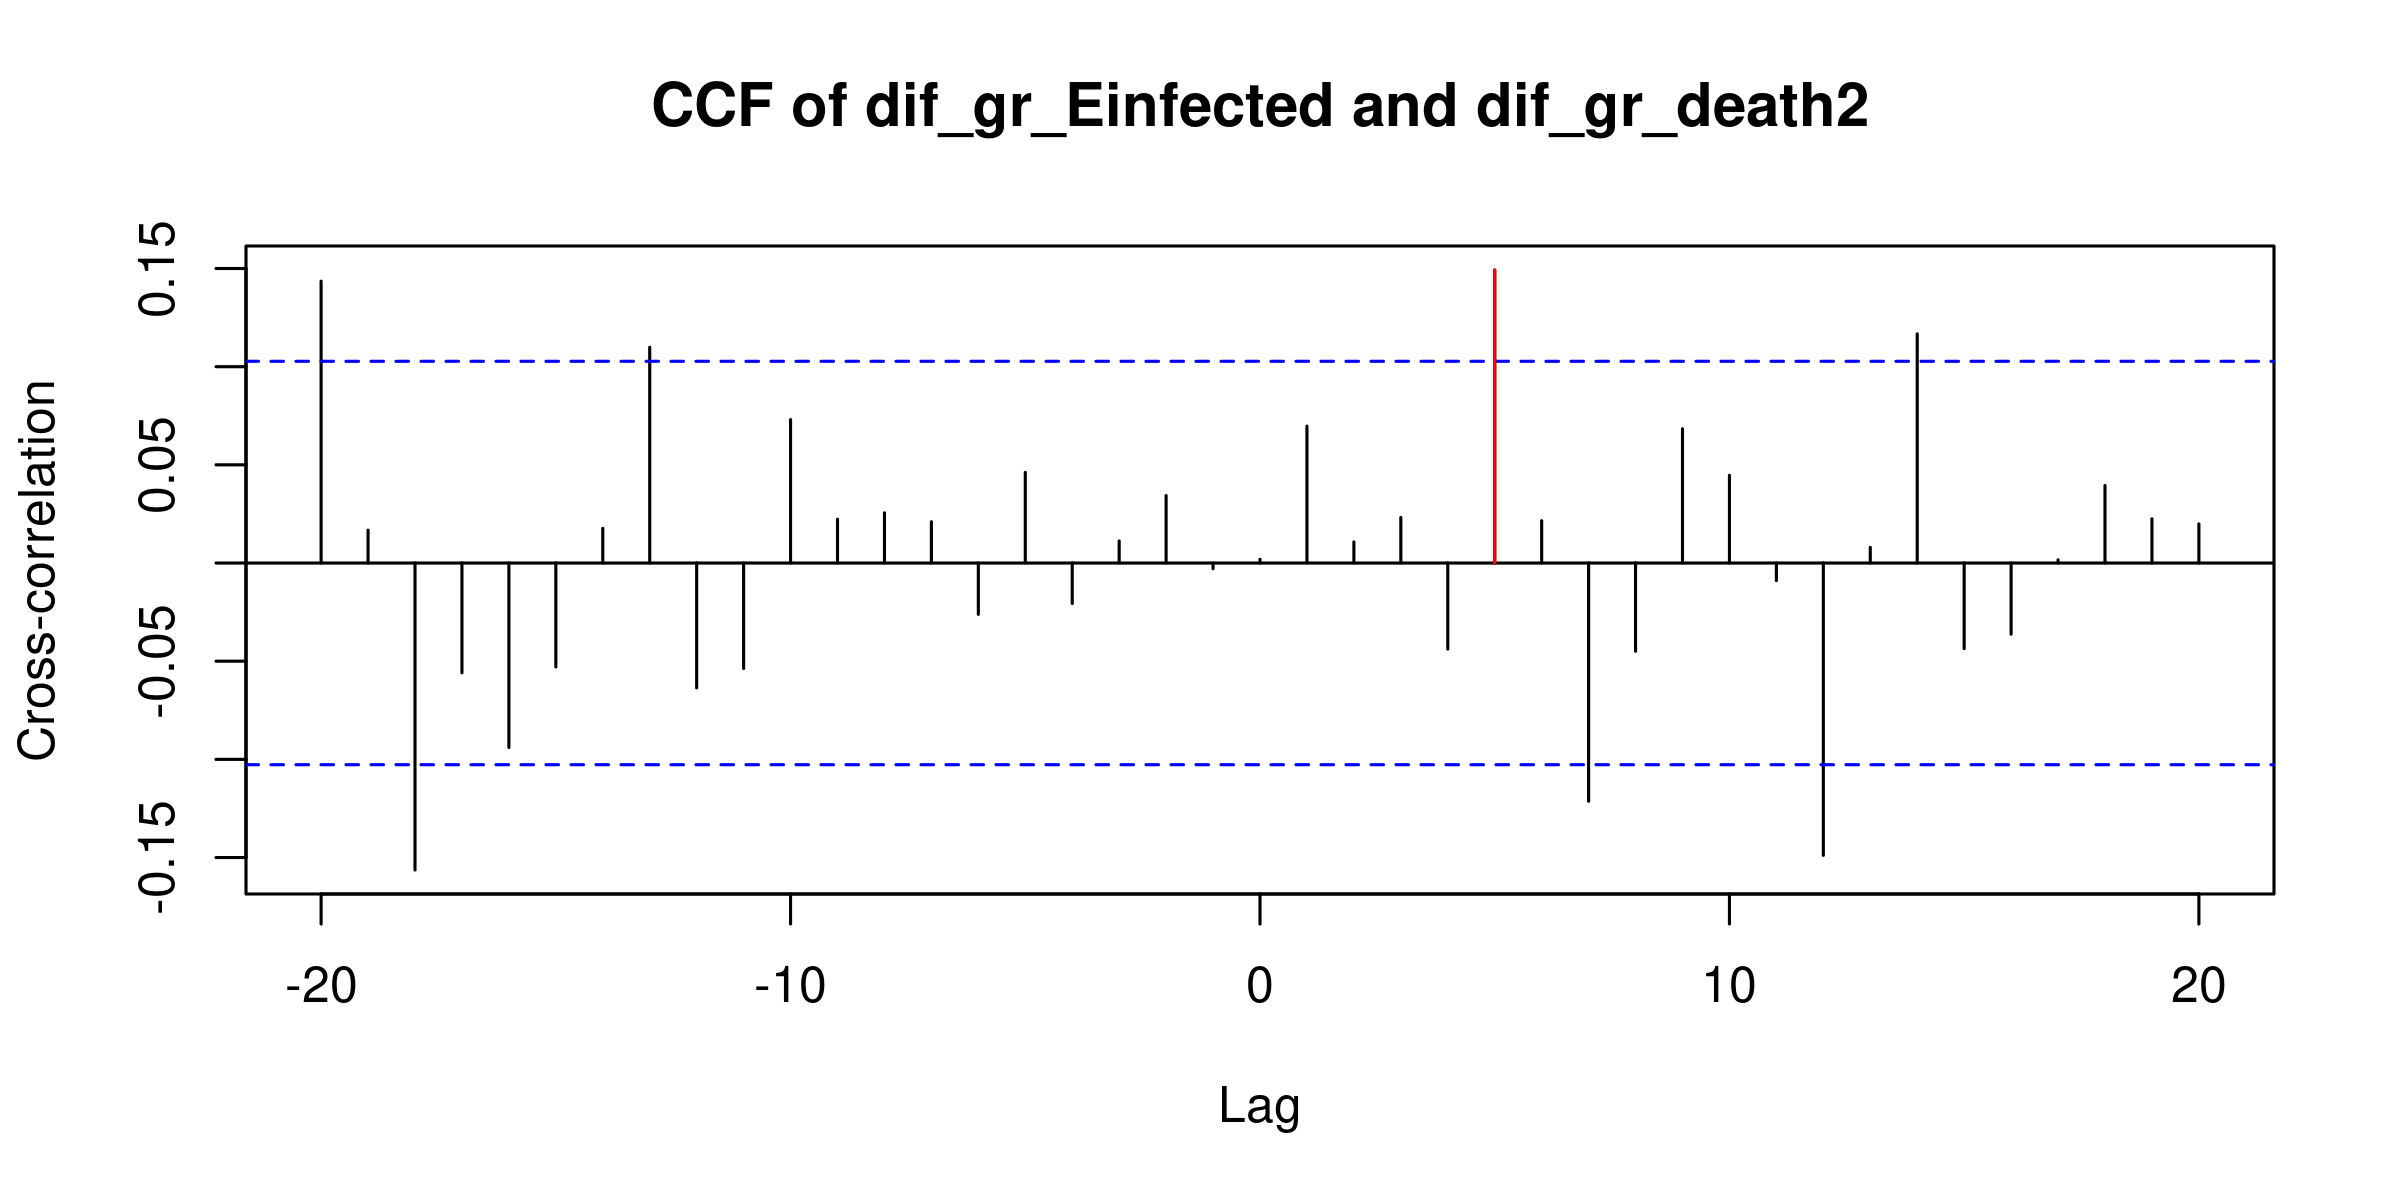 CCF of dif_gr_Einfected and dif_gr_death2
Cross-correlation
0.15
0.05
-0.05
-0.15
-20 -10 0 10 20
Lag